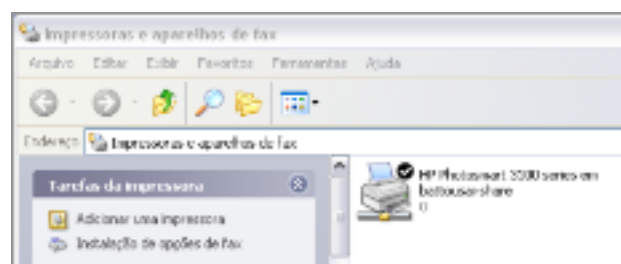 Impressoras e aparelhos de fax
Arquivo Editar Exibir Favoritos Ferramentas Ajuda
Endereço Impressoras e aparelhos de fax
Tarefas da impressora
Adicionar uma impressora
Instalação de opções de fax
HP Photosmart 3200 series em
0